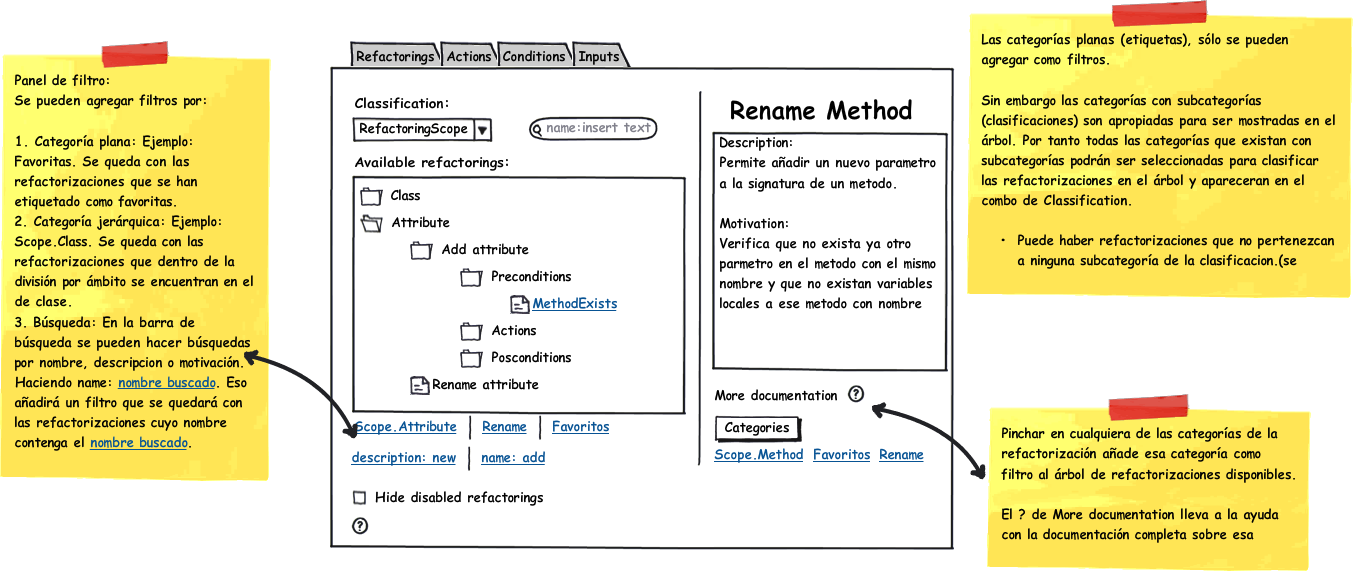 Panel de filtro:
Se pueden agregar filtros por:
1. Categoría plana: Ejemplo:
Favoritas. Se queda con las
refactorizaciones que se han
etiquetado como favoritas.
2. Categoría jerárquica: Ejemplo:
Scope.Class. Se queda con las
refactorizaciones que dentro de la
división por ámbito se encuentran en el
de clase.
3. Búsqueda: En la barra de
búsqueda se pueden hacer búsquedas
por nombre, descripcion o motivación.
Haciendo name: nombre buscado. Eso
añadirá un filtro que se quedará con
las refactorizaciones cuyo nombre
contenga el nombre buscado.
Refactorings Actions Conditions Inputs
Classification:
RefactoringScope
name:insert text
Available refactorings:
Class
Attribute
Add attribute
Preconditions
MethodExists
Actions
Posconditions
Rename attribute
Scope.Attribute Rename Favoritos
description: new name: add
Hide disabled refactorings
?
Rename Method
Description:
Permite añadir un nuevo parametro
a la signatura de un metodo.
Motivation:
Verifica que no exista ya otro
parmetro en el metodo con el mismo
nombre y que no existan variables
locales a ese metodo con nombre
More documentation ?
Categories
Scope.Method Favoritos Rename
Las categorías planas (etiquetas), sólo se pueden
agregar como filtros.
Sin embargo las categorías con subcategorías
(clasificaciones) son apropiadas para ser mostradas en el
árbol. Por tanto todas las categorías que existan con
subcategorías podrán ser seleccionadas para clasificar
las refactorizaciones en el árbol y apareceran en el
combo de Classification.
• Puede haber refactorizaciones que no pertenezcan
a ninguna subcategoría de la clasificacion.(se
Pinchar en cualquiera de las categorías de la
refactorización añade esa categoría como
filtro al árbol de refactorizaciones disponibles.
El ? de More documentation lleva a la ayuda
con la documentación completa sobre esa